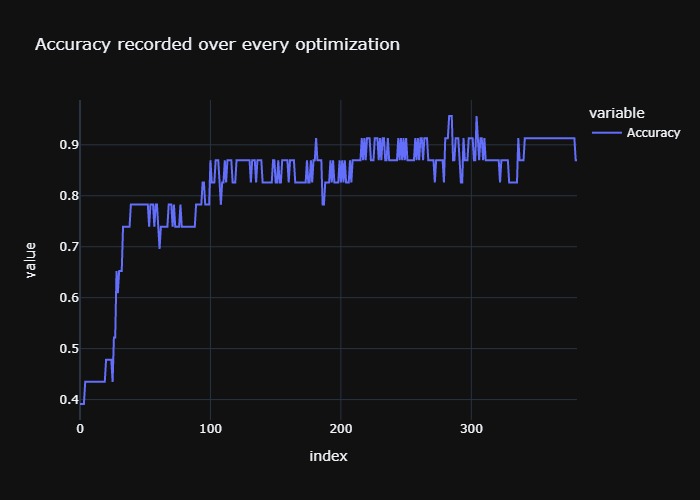 Accuracy recorded over every optimization
variable
Accuracy
0.9
0.8
0.7
0.6
0.5
0.4
value
0 100 200 300
index